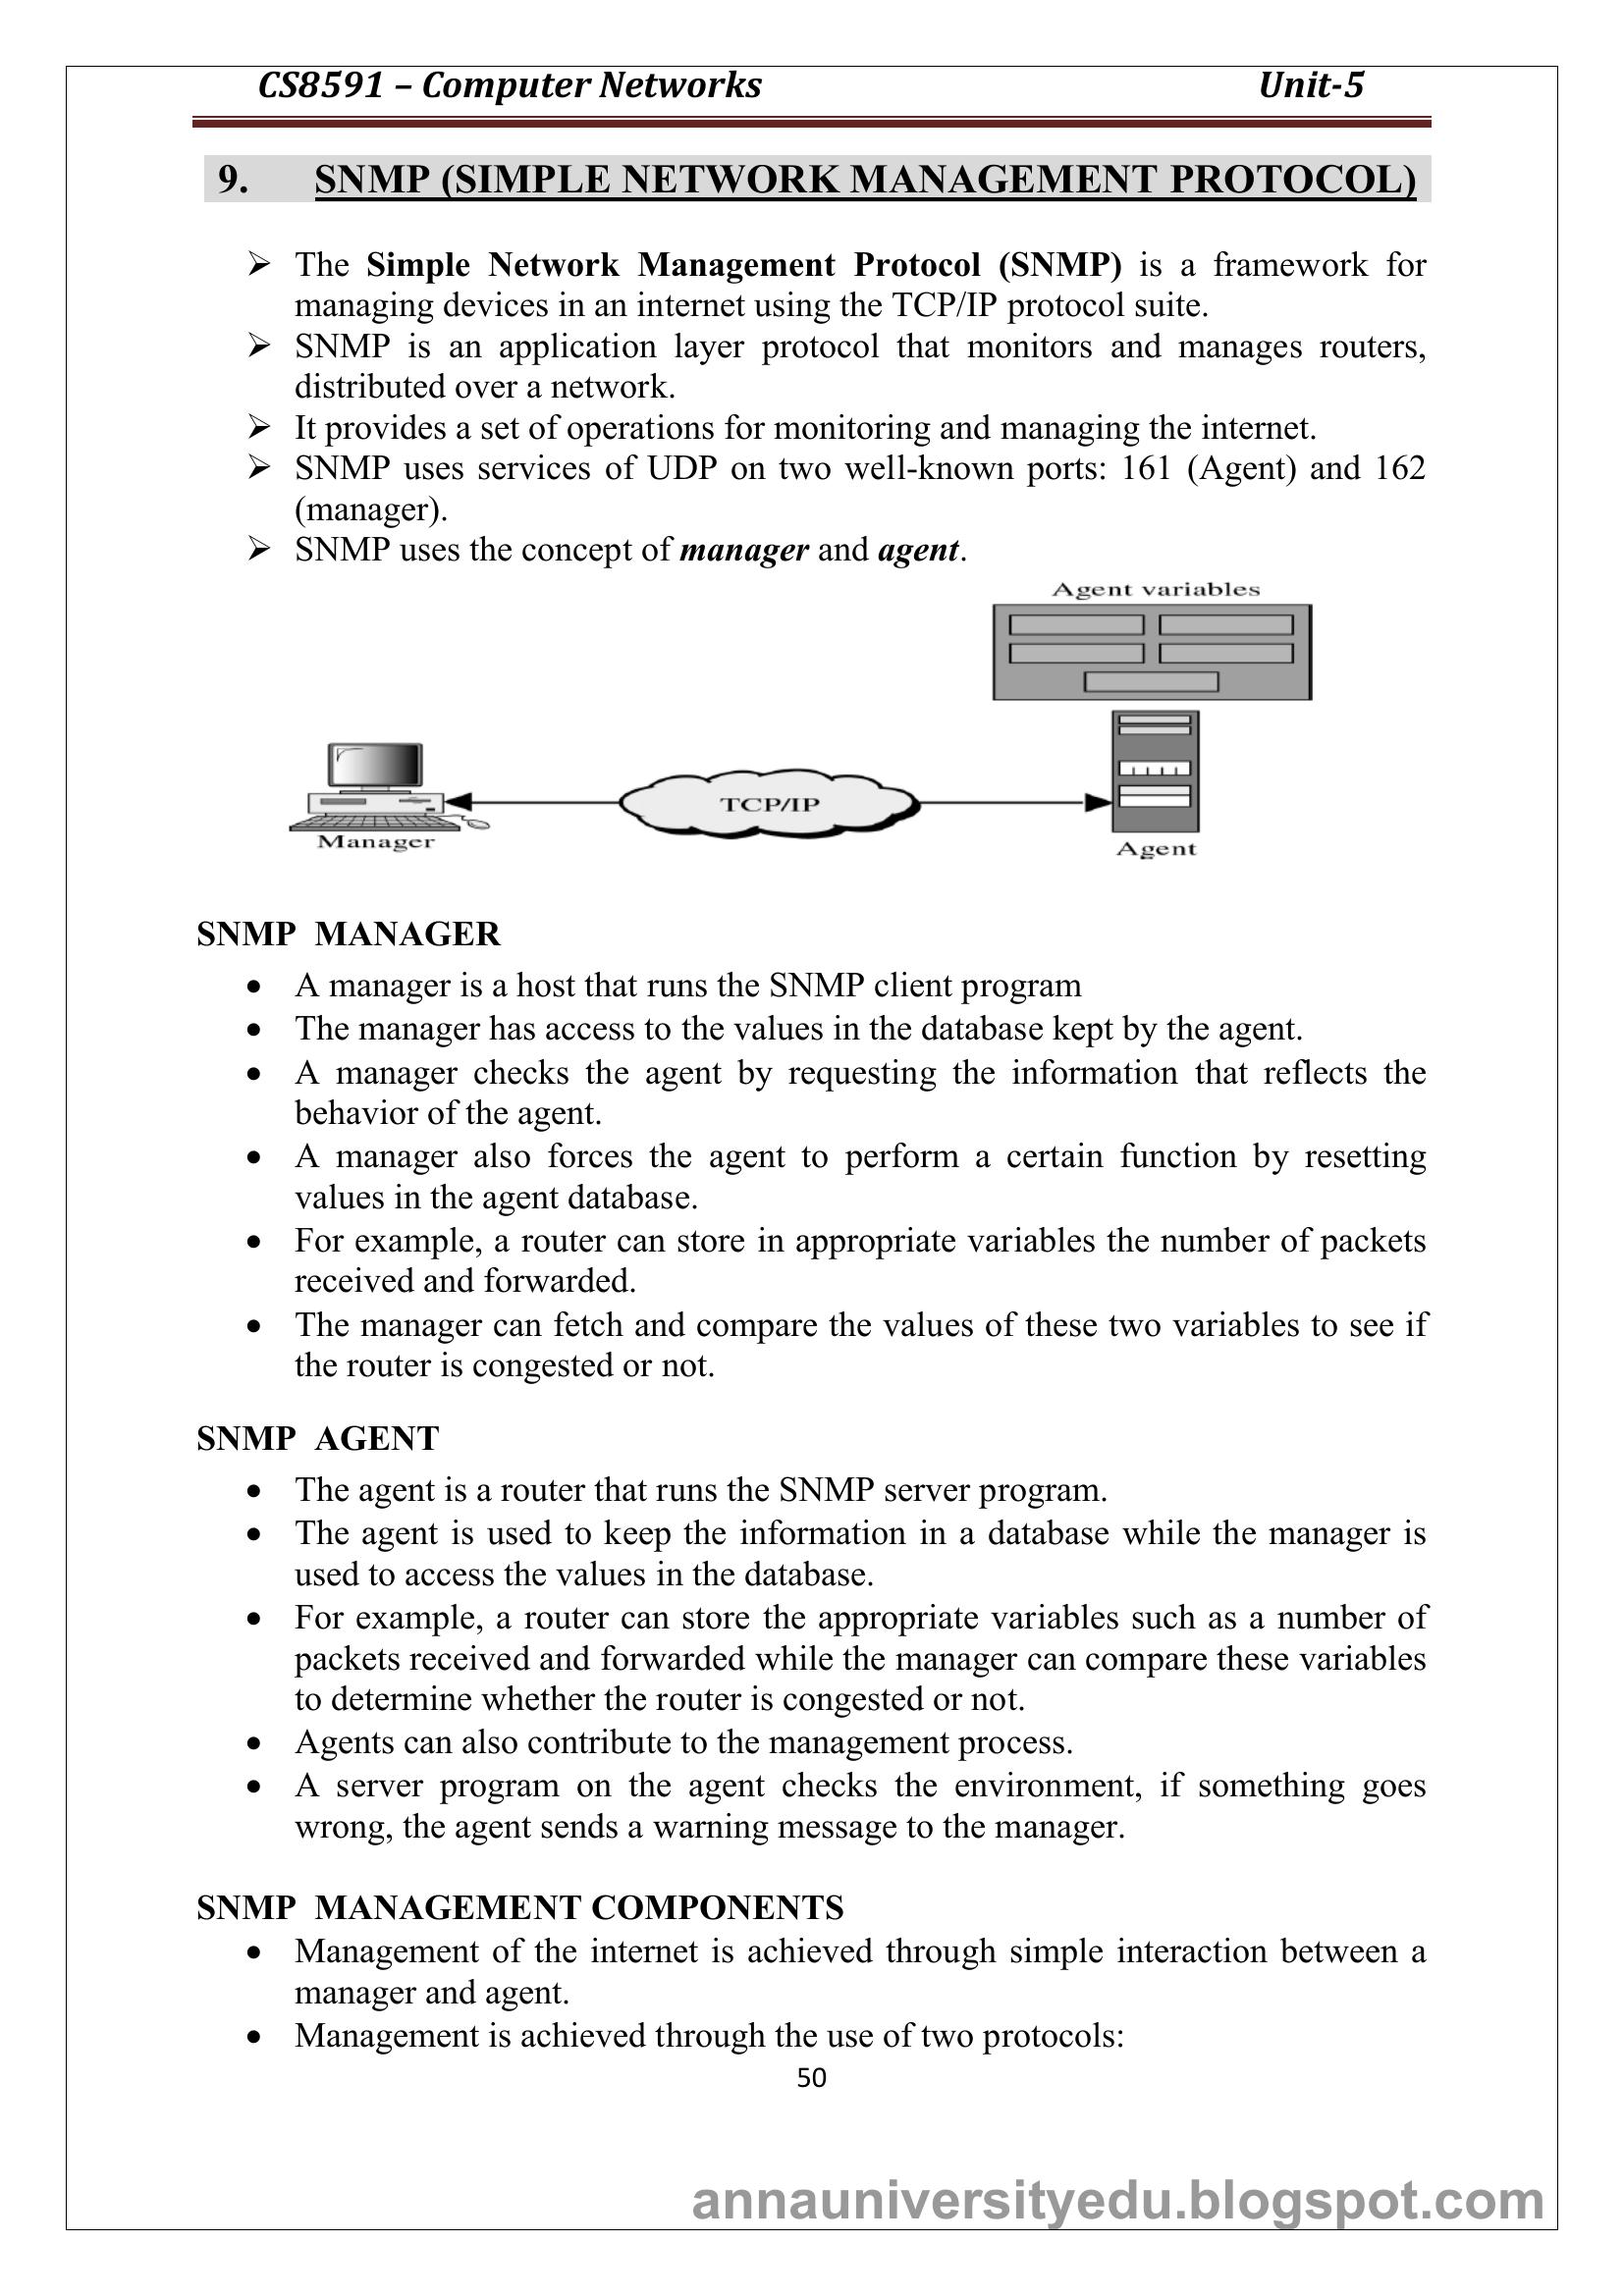 CS8591 – Computer Networks Unit-5
9. SNMP (SIMPLE NETWORK MANAGEMENT PROTOCOL)
➢ The Simple Network Management Protocol (SNMP) is a framework for
managing devices in an internet using the TCP/IP protocol suite.
➢ SNMP is an application layer protocol that monitors and manages routers,
distributed over a network.
➢ It provides a set of operations for monitoring and managing the internet.
➢ SNMP uses services of UDP on two well-known ports: 161 (Agent) and 162
(manager).
➢ SNMP uses the concept of manager and agent.
Agent variables
TCP/IP
Manager
Agent
SNMP MANAGER
• A manager is a host that runs the SNMP client program
• The manager has access to the values in the database kept by the agent.
• A manager checks the agent by requesting the information that reflects the
behavior of the agent.
• A manager also forces the agent to perform a certain function by resetting
values in the agent database.
• For example, a router can store in appropriate variables the number of packets
received and forwarded.
• The manager can fetch and compare the values of these two variables to see if
the router is congested or not.
SNMP AGENT
• The agent is a router that runs the SNMP server program.
• The agent is used to keep the information in a database while the manager is
used to access the values in the database.
• For example, a router can store the appropriate variables such as a number of
packets received and forwarded while the manager can compare these variables
to determine whether the router is congested or not.
• Agents can also contribute to the management process.
• A server program on the agent checks the environment, if something goes
wrong, the agent sends a warning message to the manager.
SNMP MANAGEMENT COMPONENTS
• Management of the internet is achieved through simple interaction between a
manager and agent.
• Management is achieved through the use of two protocols:
50
annauniversityedu.blogspot.com